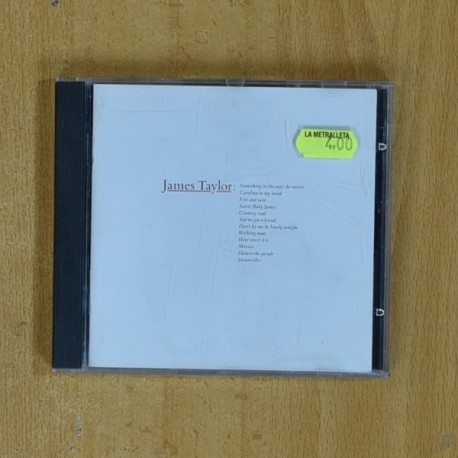 LA METRALLETA
4.00
James Taylor:
Something in the way she moves
Carolina in my mind
Fire and rain
Sweet Baby James
Country road
You've got a friend
Don't let me be lonely tonight
Walking man
How sweet it is
Mexico
Shower the people
Steamroller